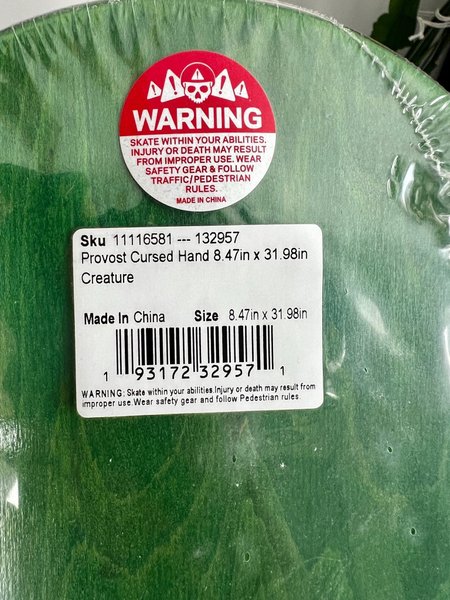 WARNING
SKATE WITHIN YOUR ABILITIES.
INJURY OR DEATH MAY RESULT
FROM IMPROPER USE. WEAR
SAFETY GEAR & FOLLOW
TRAFFIC/PEDESTRIAN
RULES.
MADE IN CHINA
Sku 11116581 --- 132957
Provost Cursed Hand 8.47in x 31.98in
Creature
Made In China Size 8.47in x 31.98in
1 93172 32957 1
WARNING: Skate within your abilities.Injury or death may result from
improper use.Wear safety gear and follow Pedestrian rules